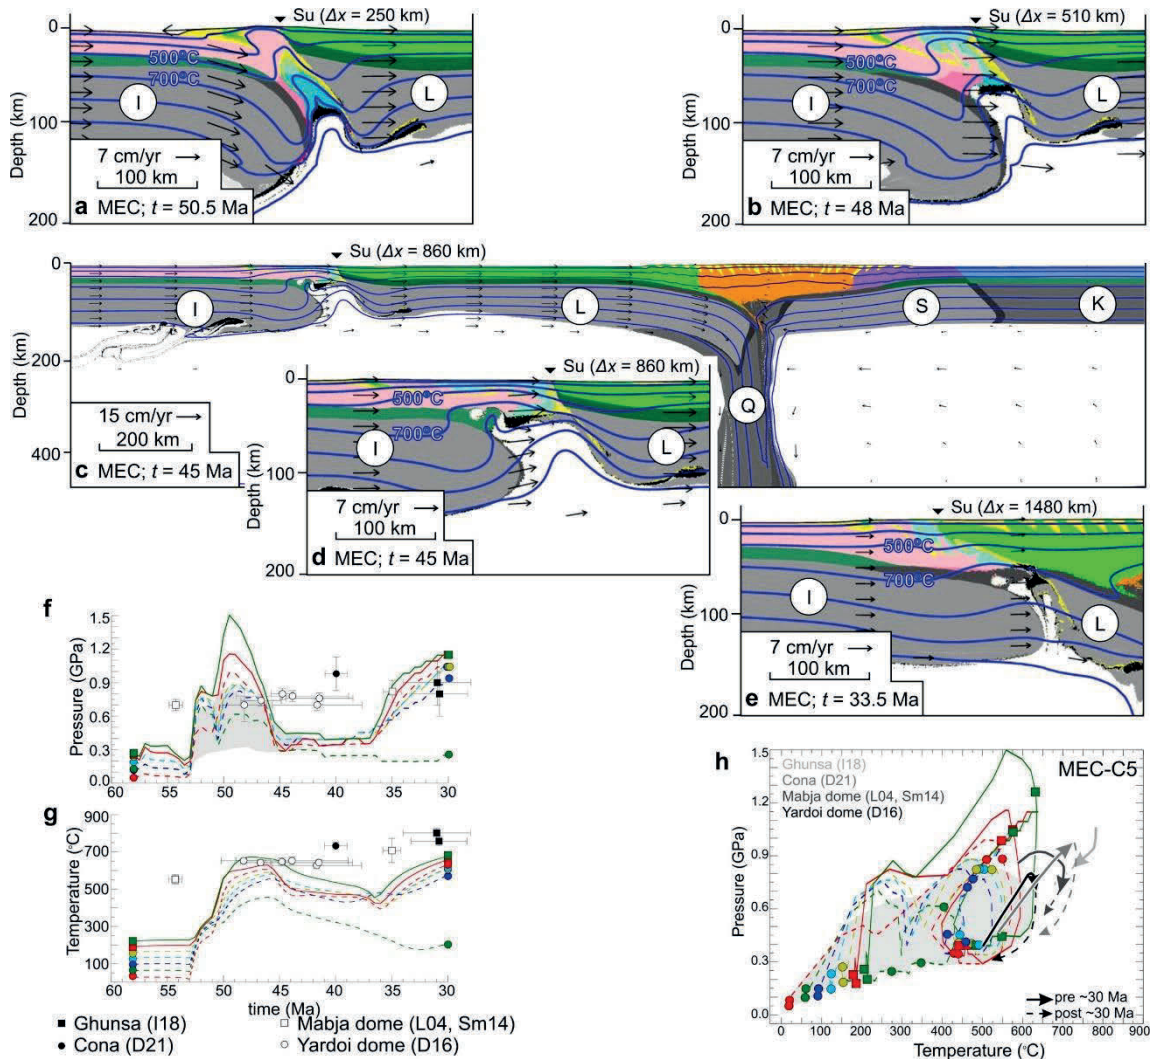 Su (Δx = 250 km)
0
500°C
700°C
I
L
100
200
Depth (km)
7 cm/yr
100 km
a MEC; t = 50.5 Ma
Su (Δx = 510 km)
0
500°C
700°C
I
L
100
200
Depth (km)
7 cm/yr
100 km
b MEC; t = 48 Ma
Su (Δx = 860 km)
0
I
L
S
K
Q
200
400
Depth (km)
15 cm/yr
200 km
c MEC; t = 45 Ma
Su (Δx = 860 km)
0
500°C
700°C
I
L
100
200
Depth (km)
7 cm/yr
100 km
d MEC; t = 45 Ma
Su (Δx = 1480 km)
0
500°C
700°C
I
L
100
200
Depth (km)
7 cm/yr
100 km
e MEC; t = 33.5 Ma
f
1.5
1.2
0.9
0.6
0.3
0.0
Pressure (GPa)
60 55 50 45 40 35 30
g
900
700
500
300
100
Temperature (°C)
60 55 50 45 40 35 30
time (Ma)
Ghunsa (I18)
Cona (D21)
Mabja dome (L04, Sm14)
Yardoi dome (D16)
h
1.5
1.2
0.9
0.6
0.3
0.0
Pressure (GPa)
Ghunsa (I18)
Cona (D21)
Mabja dome (L04, Sm14)
Yardoi dome (D16)
MEC-C5
pre ~30 Ma
post ~30 Ma
0 100 200 300 400 500 600 700 800 900
Temperature (°C)